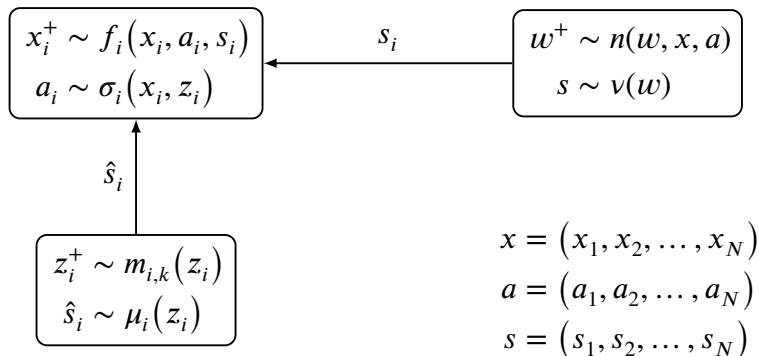 x_i^+ ∼ f_i(x_i, a_i, s_i)
a_i ∼ σ_i(x_i, z_i)
s_i
w^+ ∼ n(w, x, a)
s ∼ ν(w)
ŝ_i
z_i^+ ∼ m_{i,k}(z_i)
ŝ_i ∼ μ_i(z_i)
x = (x_1, x_2, … , x_N)
a = (a_1, a_2, … , a_N)
s = (s_1, s_2, … , s_N)